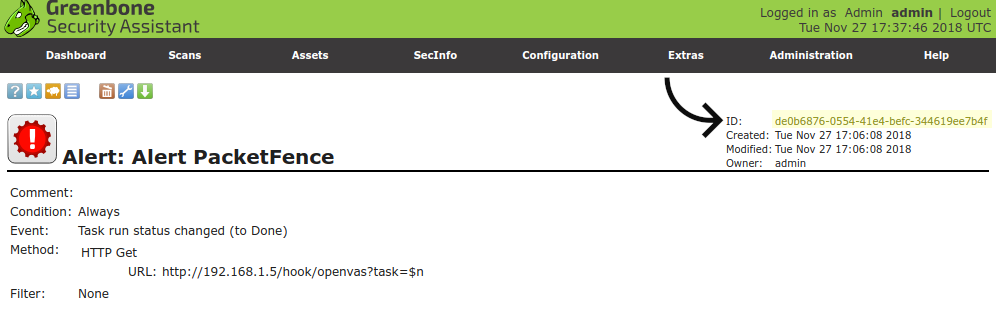 Greenbone
Security Assistant
Logged in as Admin admin | Logout
Tue Nov 27 17:37:46 2018 UTC
Dashboard Scans Assets SecInfo Configuration Extras Administration Help
ID: de0b6876-0554-41e4-befc-344619ee7b4f
Created: Tue Nov 27 17:06:08 2018
Modified: Tue Nov 27 17:06:08 2018
Owner: admin
Alert: Alert PacketFence
Comment:
Condition: Always
Event: Task run status changed (to Done)
Method: HTTP Get
URL: http://192.168.1.5/hook/openvas?task=$n
Filter: None